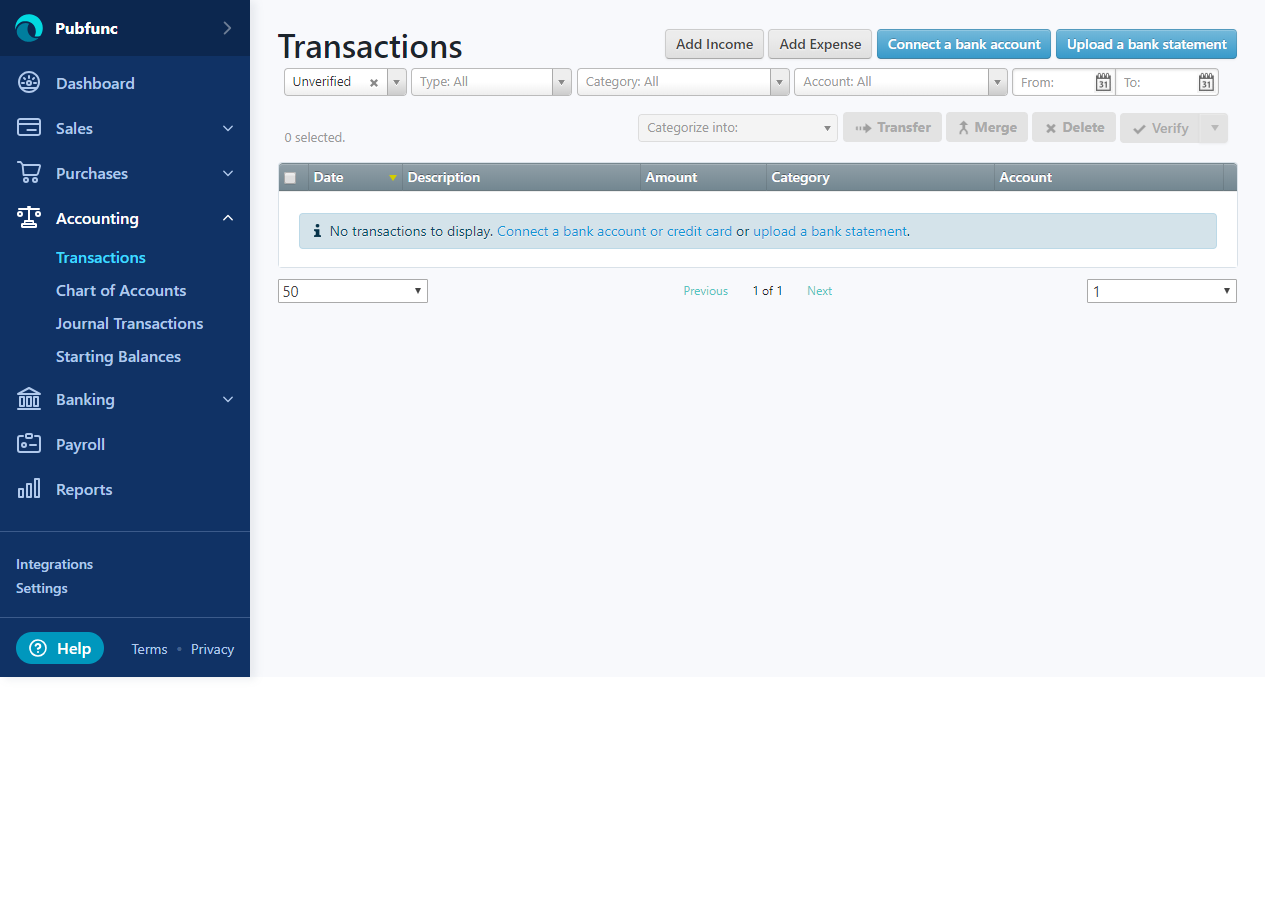 Pubfunc
Dashboard
Sales
Purchases
Accounting
Transactions
Chart of Accounts
Journal Transactions
Starting Balances
Banking
Payroll
Reports
Integrations
Settings
Help Terms • Privacy
Transactions
Add Income Add Expense Connect a bank account Upload a bank statement
Unverified Type: All Category: All Account: All From: 31 To: 31
0 selected. Categorize into: Transfer Merge Delete Verify
Date Description Amount Category Account
No transactions to display. Connect a bank account or credit card or upload a bank statement.
50 Previous 1 of 1 Next 1